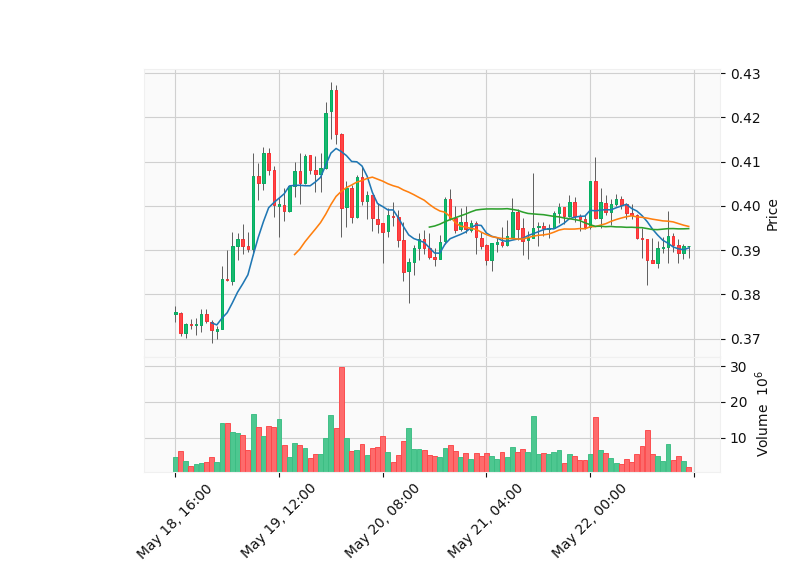 0.43
0.42
0.41
0.40
0.39
0.38
0.37
Price
30
20
10
Volume 10⁶
May 18, 16:00
May 19, 12:00
May 20, 08:00
May 21, 04:00
May 22, 00:00